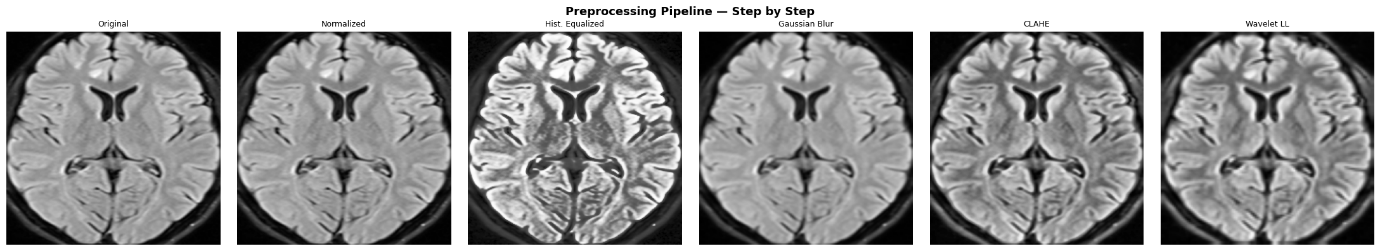 Preprocessing Pipeline — Step by Step
Original
Normalized
Hist. Equalized
Gaussian Blur
CLAHE
Wavelet LL